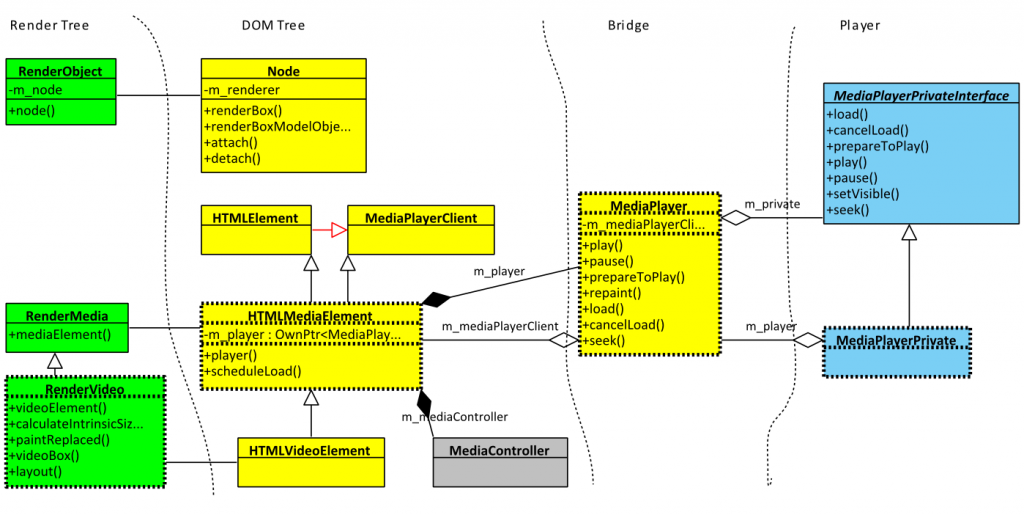 Render Tree
DOM Tree
Bridge
Player
RenderObject
-m_node
+node()
Node
-m_renderer
+renderBox()
+renderBoxModelObje...
+attach()
+detach()
MediaPlayerPrivateInterface
+load()
+cancelLoad()
+prepareToPlay()
+play()
+pause()
+setVisible()
+seek()
HTMLElement
MediaPlayerClient
MediaPlayer
-m_mediaPlayerCli...
+play()
+pause()
+prepareToPlay()
+repaint()
+load()
+cancelLoad()
+seek()
m_private
m_player
RenderMedia
+mediaElement()
HTMLMediaElement
-m_player : OwnPtr<MediaPlay...
+player()
+scheduleLoad()
m_mediaPlayerClient
m_player
MediaPlayerPrivate
RenderVideo
+videoElement()
+calculateIntrinsicSiz...
+paintReplaced()
+videoBox()
+layout()
m_mediaController
HTMLVideoElement
MediaController